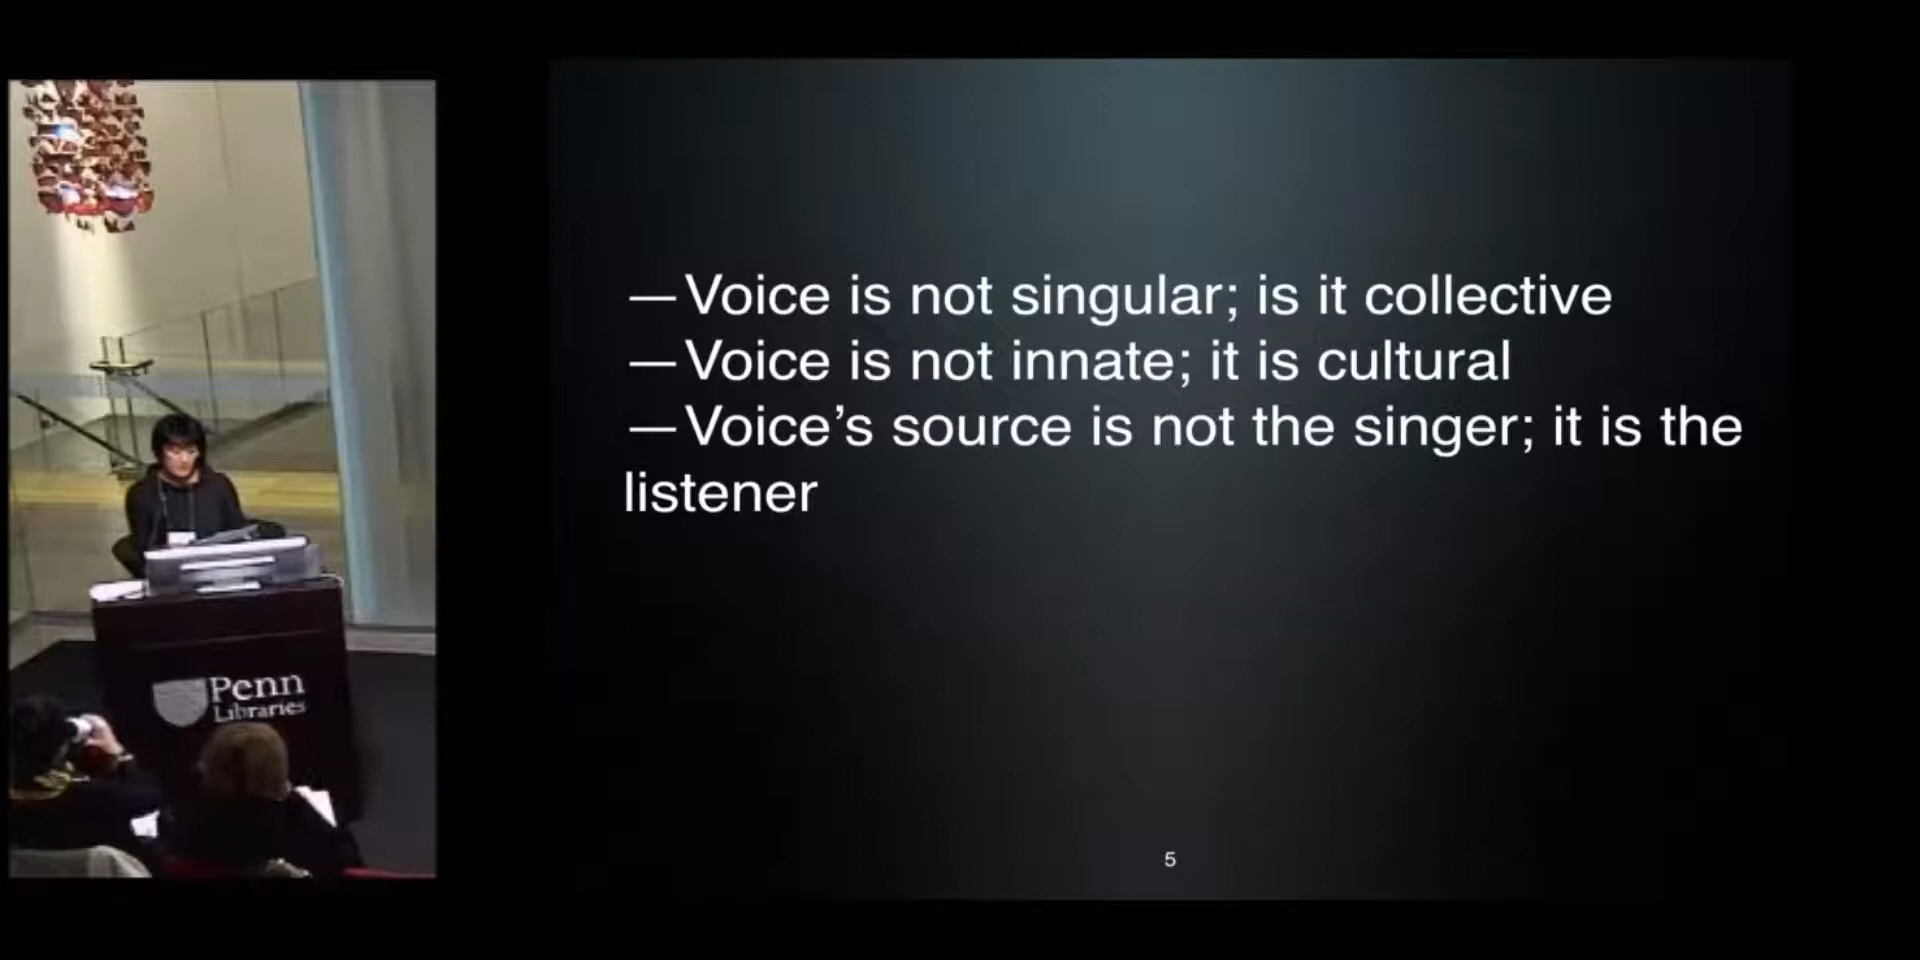 —Voice is not singular; is it collective
—Voice is not innate; it is cultural
—Voice’s source is not the singer; it is the
listener
5
Penn
Libraries